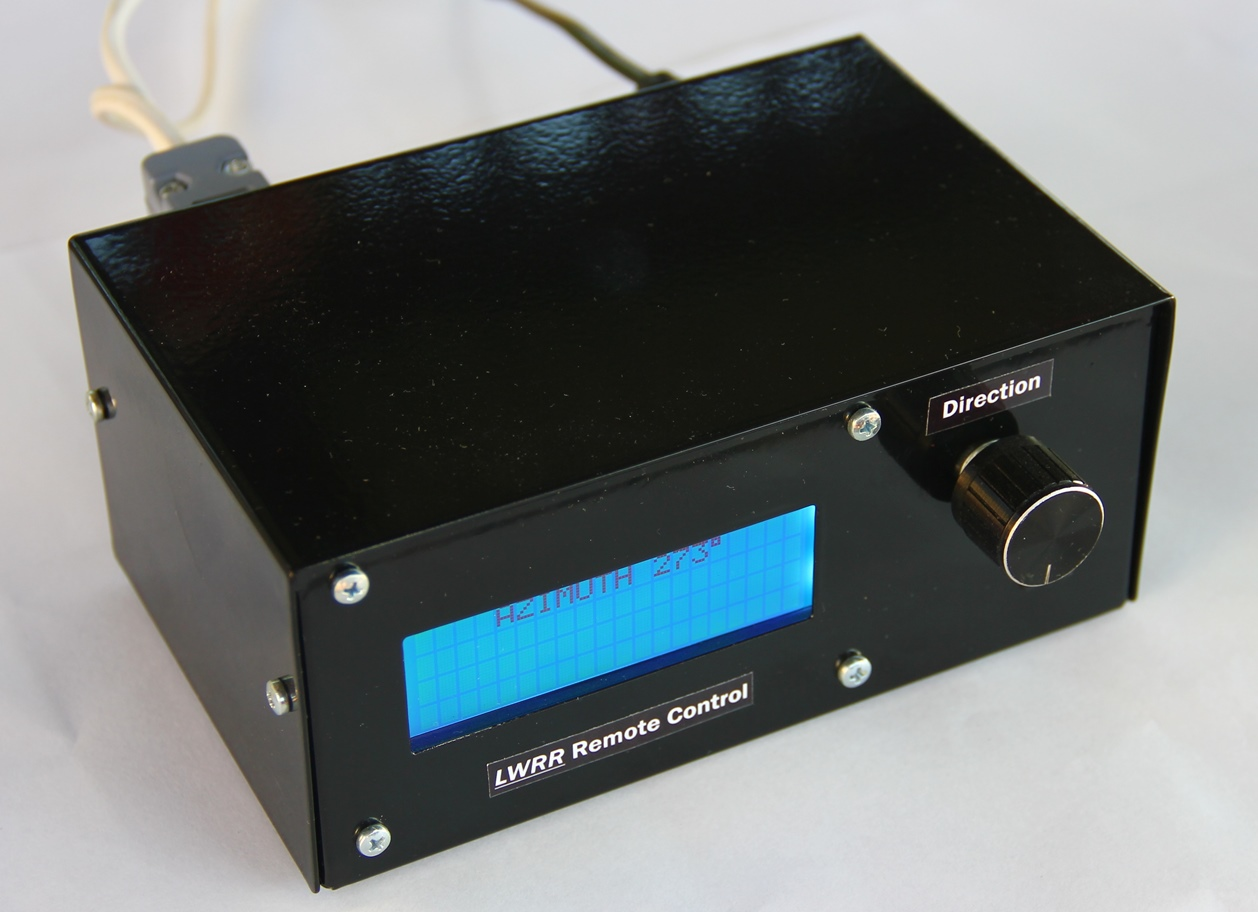 Direction
AZIMUTH 273°
LWRR Remote Control